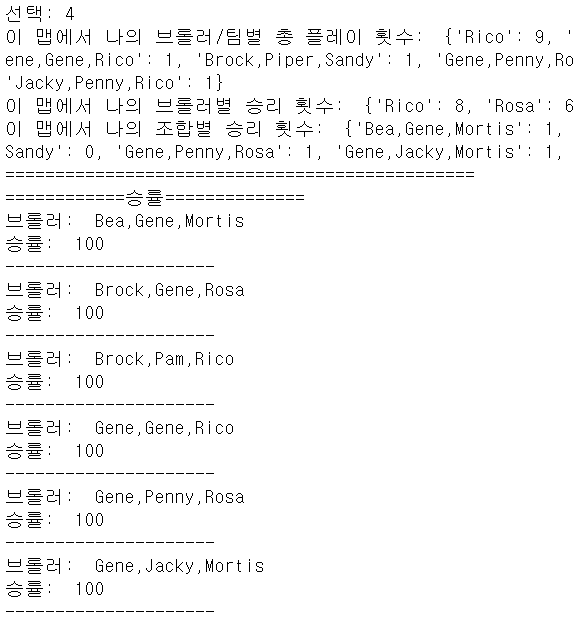 선택: 4
이 맵에서 나의 브롤러/팀별 총 플레이 횟수:  {'Rico': 9, '
ene,Gene,Rico': 1, 'Brock,Piper,Sandy': 1, 'Gene,Penny,Ro
'Jacky,Penny,Rico': 1}
이 맵에서 나의 브롤러별 승리 횟수:  {'Rico': 8, 'Rosa': 6
이 맵에서 나의 조합별 승리 횟수:  {'Bea,Gene,Mortis': 1,
Sandy': 0, 'Gene,Penny,Rosa': 1, 'Gene,Jacky,Mortis': 1,
===============================================
============승률==============
브롤러:  Bea,Gene,Mortis
승률:  100
---------------------
브롤러:  Brock,Gene,Rosa
승률:  100
---------------------
브롤러:  Brock,Pam,Rico
승률:  100
---------------------
브롤러:  Gene,Gene,Rico
승률:  100
---------------------
브롤러:  Gene,Penny,Rosa
승률:  100
---------------------
브롤러:  Gene,Jacky,Mortis
승률:  100
---------------------